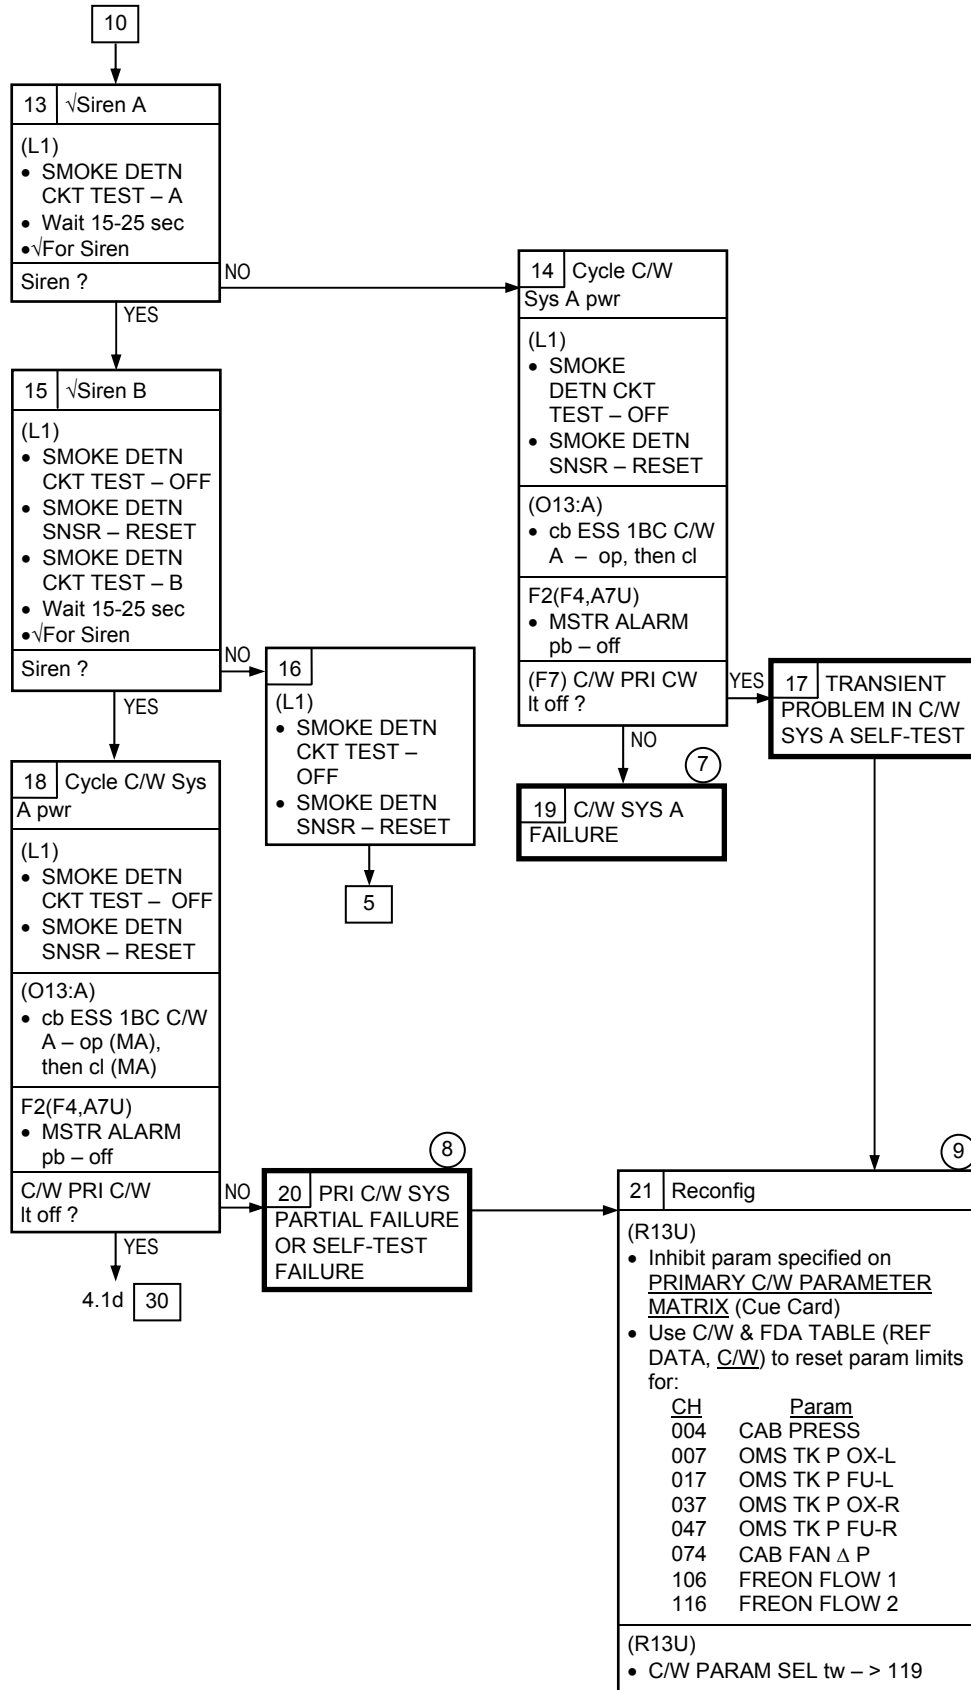 10
13 √Siren A
(L1)
• SMOKE DETN
CKT TEST – A
• Wait 15-25 sec
•√For Siren
Siren ?
NO
YES
14 Cycle C/W
Sys A pwr
(L1)
• SMOKE
DETN CKT
TEST – OFF
• SMOKE DETN
SNSR – RESET
(O13:A)
• cb ESS 1BC C/W
A – op, then cl
F2(F4,A7U)
• MSTR ALARM
pb – off
(F7) C/W PRI CW
lt off ?
YES
NO
15 √Siren B
(L1)
• SMOKE DETN
CKT TEST – OFF
• SMOKE DETN
SNSR – RESET
• SMOKE DETN
CKT TEST – B
• Wait 15-25 sec
•√For Siren
Siren ?
NO
YES
16
(L1)
• SMOKE DETN
CKT TEST –
OFF
• SMOKE DETN
SNSR – RESET
5
17 TRANSIENT
PROBLEM IN C/W
SYS A SELF-TEST
7
19 C/W SYS A
FAILURE
18 Cycle C/W Sys
A pwr
(L1)
• SMOKE DETN
CKT TEST – OFF
• SMOKE DETN
SNSR – RESET
(O13:A)
• cb ESS 1BC C/W
A – op (MA),
then cl (MA)
F2(F4,A7U)
• MSTR ALARM
pb – off
C/W PRI C/W
lt off ?
NO
YES
4.1d 30
8
20 PRI C/W SYS
PARTIAL FAILURE
OR SELF-TEST
FAILURE
9
21 Reconfig
(R13U)
• Inhibit param specified on
PRIMARY C/W PARAMETER
MATRIX (Cue Card)
• Use C/W & FDA TABLE (REF
DATA, C/W) to reset param limits
for:
CH Param
004 CAB PRESS
007 OMS TK P OX-L
017 OMS TK P FU-L
037 OMS TK P OX-R
047 OMS TK P FU-R
074 CAB FAN Δ P
106 FREON FLOW 1
116 FREON FLOW 2
(R13U)
• C/W PARAM SEL tw – > 119